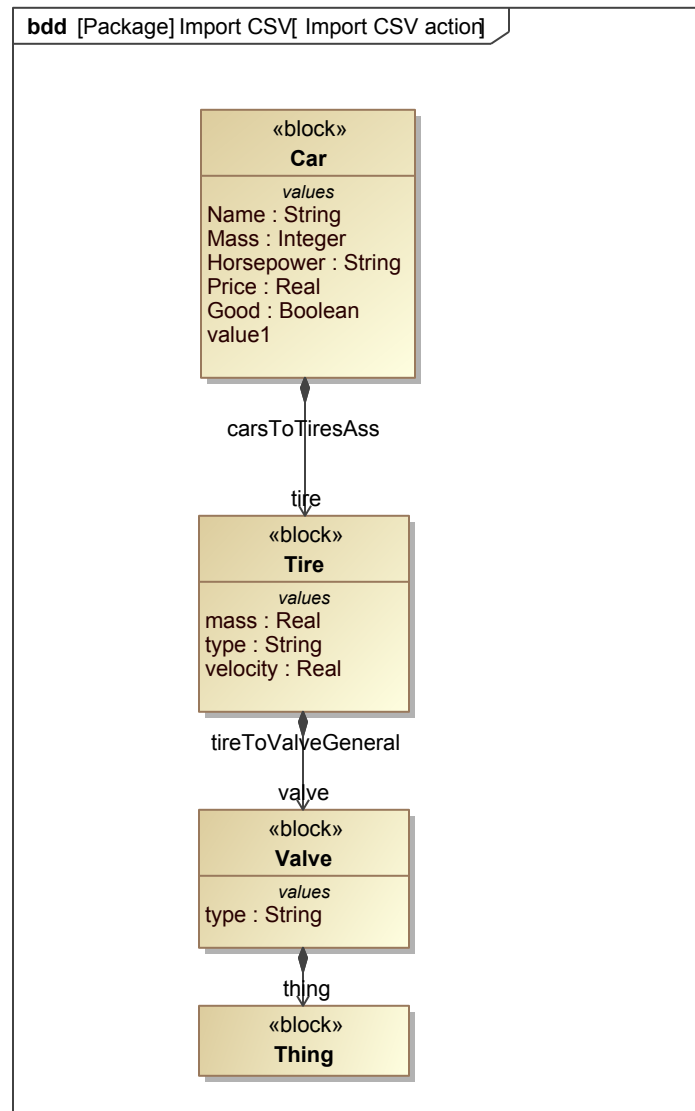 bdd [Package] Import CSV[ Import CSV action]
«block»
Car
values
Name : String
Mass : Integer
Horsepower : String
Price : Real
Good : Boolean
value1
carsToTiresAss
tire
«block»
Tire
values
mass : Real
type : String
velocity : Real
tireToValveGeneral
valve
«block»
Valve
values
type : String
thing
«block»
Thing